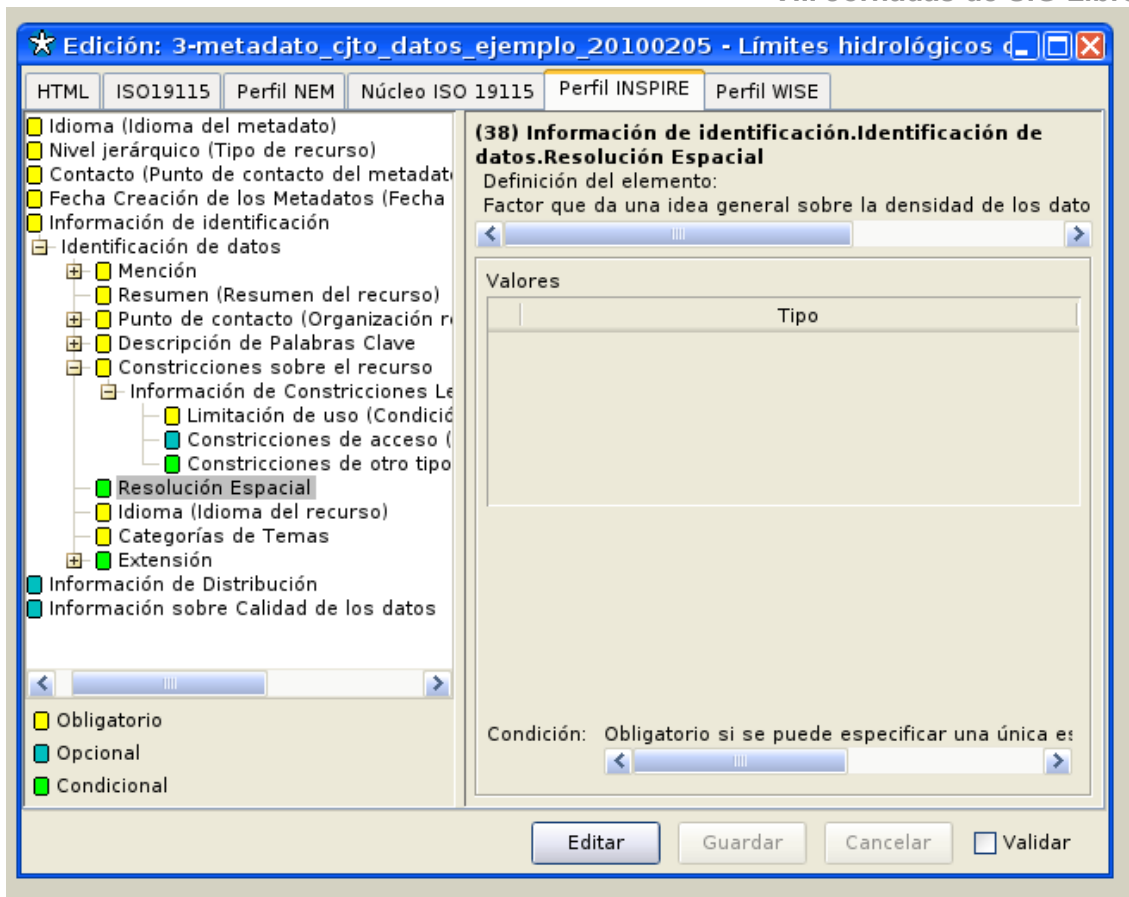 Edición: 3-metadato_cjto_datos_ejemplo_20100205 - Límites hidrológicos
HTML ISO19115 Perfil NEM Núcleo ISO 19115 Perfil INSPIRE Perfil WISE
Idioma (Idioma del metadato)
Nivel jerárquico (Tipo de recurso)
Contacto (Punto de contacto del metadato
Fecha Creación de los Metadatos (Fecha
Información de identificación
Identificación de datos
Mención
Resumen (Resumen del recurso)
Punto de contacto (Organización r
Descripción de Palabras Clave
Constricciones sobre el recurso
Información de Constricciones Le
Limitación de uso (Condició
Constricciones de acceso (
Constricciones de otro tipo
Resolución Espacial
Idioma (Idioma del recurso)
Categorías de Temas
Extensión
Información de Distribución
Información sobre Calidad de los datos
Obligatorio
Opcional
Condicional
(38) Información de identificación.Identificación de
datos.Resolución Espacial
Definición del elemento:
Factor que da una idea general sobre la densidad de los dato
Valores
Tipo
Condición: Obligatorio si se puede especificar una única es
Editar Guardar Cancelar Validar